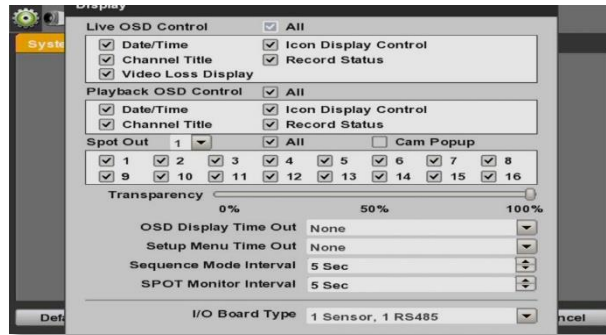 Display
Live OSD Control All
Date/Time Icon Display Control
Channel Title Record Status
Video Loss Display
Playback OSD Control All
Date/Time Icon Display Control
Channel Title Record Status
Spot Out 1 All Cam Popup
1 2 3 4 5 6 7 8
9 10 11 12 13 14 15 16
Transparency
0% 50% 100%
OSD Display Time Out None
Setup Menu Time Out None
Sequence Mode Interval 5 Sec
SPOT Monitor Interval 5 Sec
I/O Board Type 1 Sensor, 1 RS485
Syste
Defa
ncel